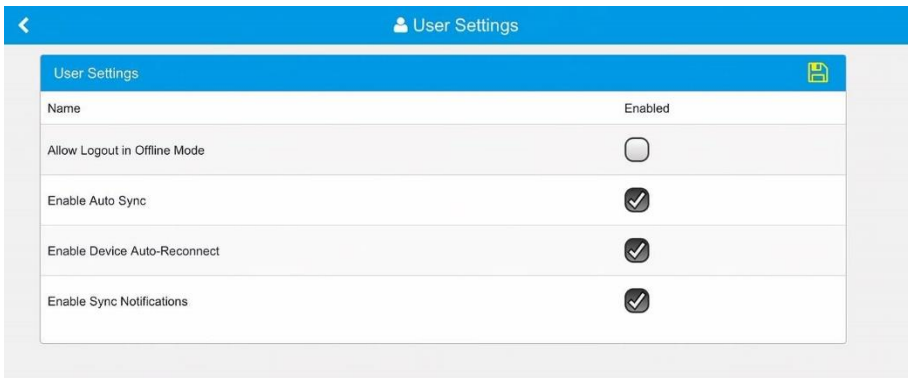 User Settings
User Settings
Name Enabled
Allow Logout in Offline Mode
Enable Auto Sync
Enable Device Auto-Reconnect
Enable Sync Notifications